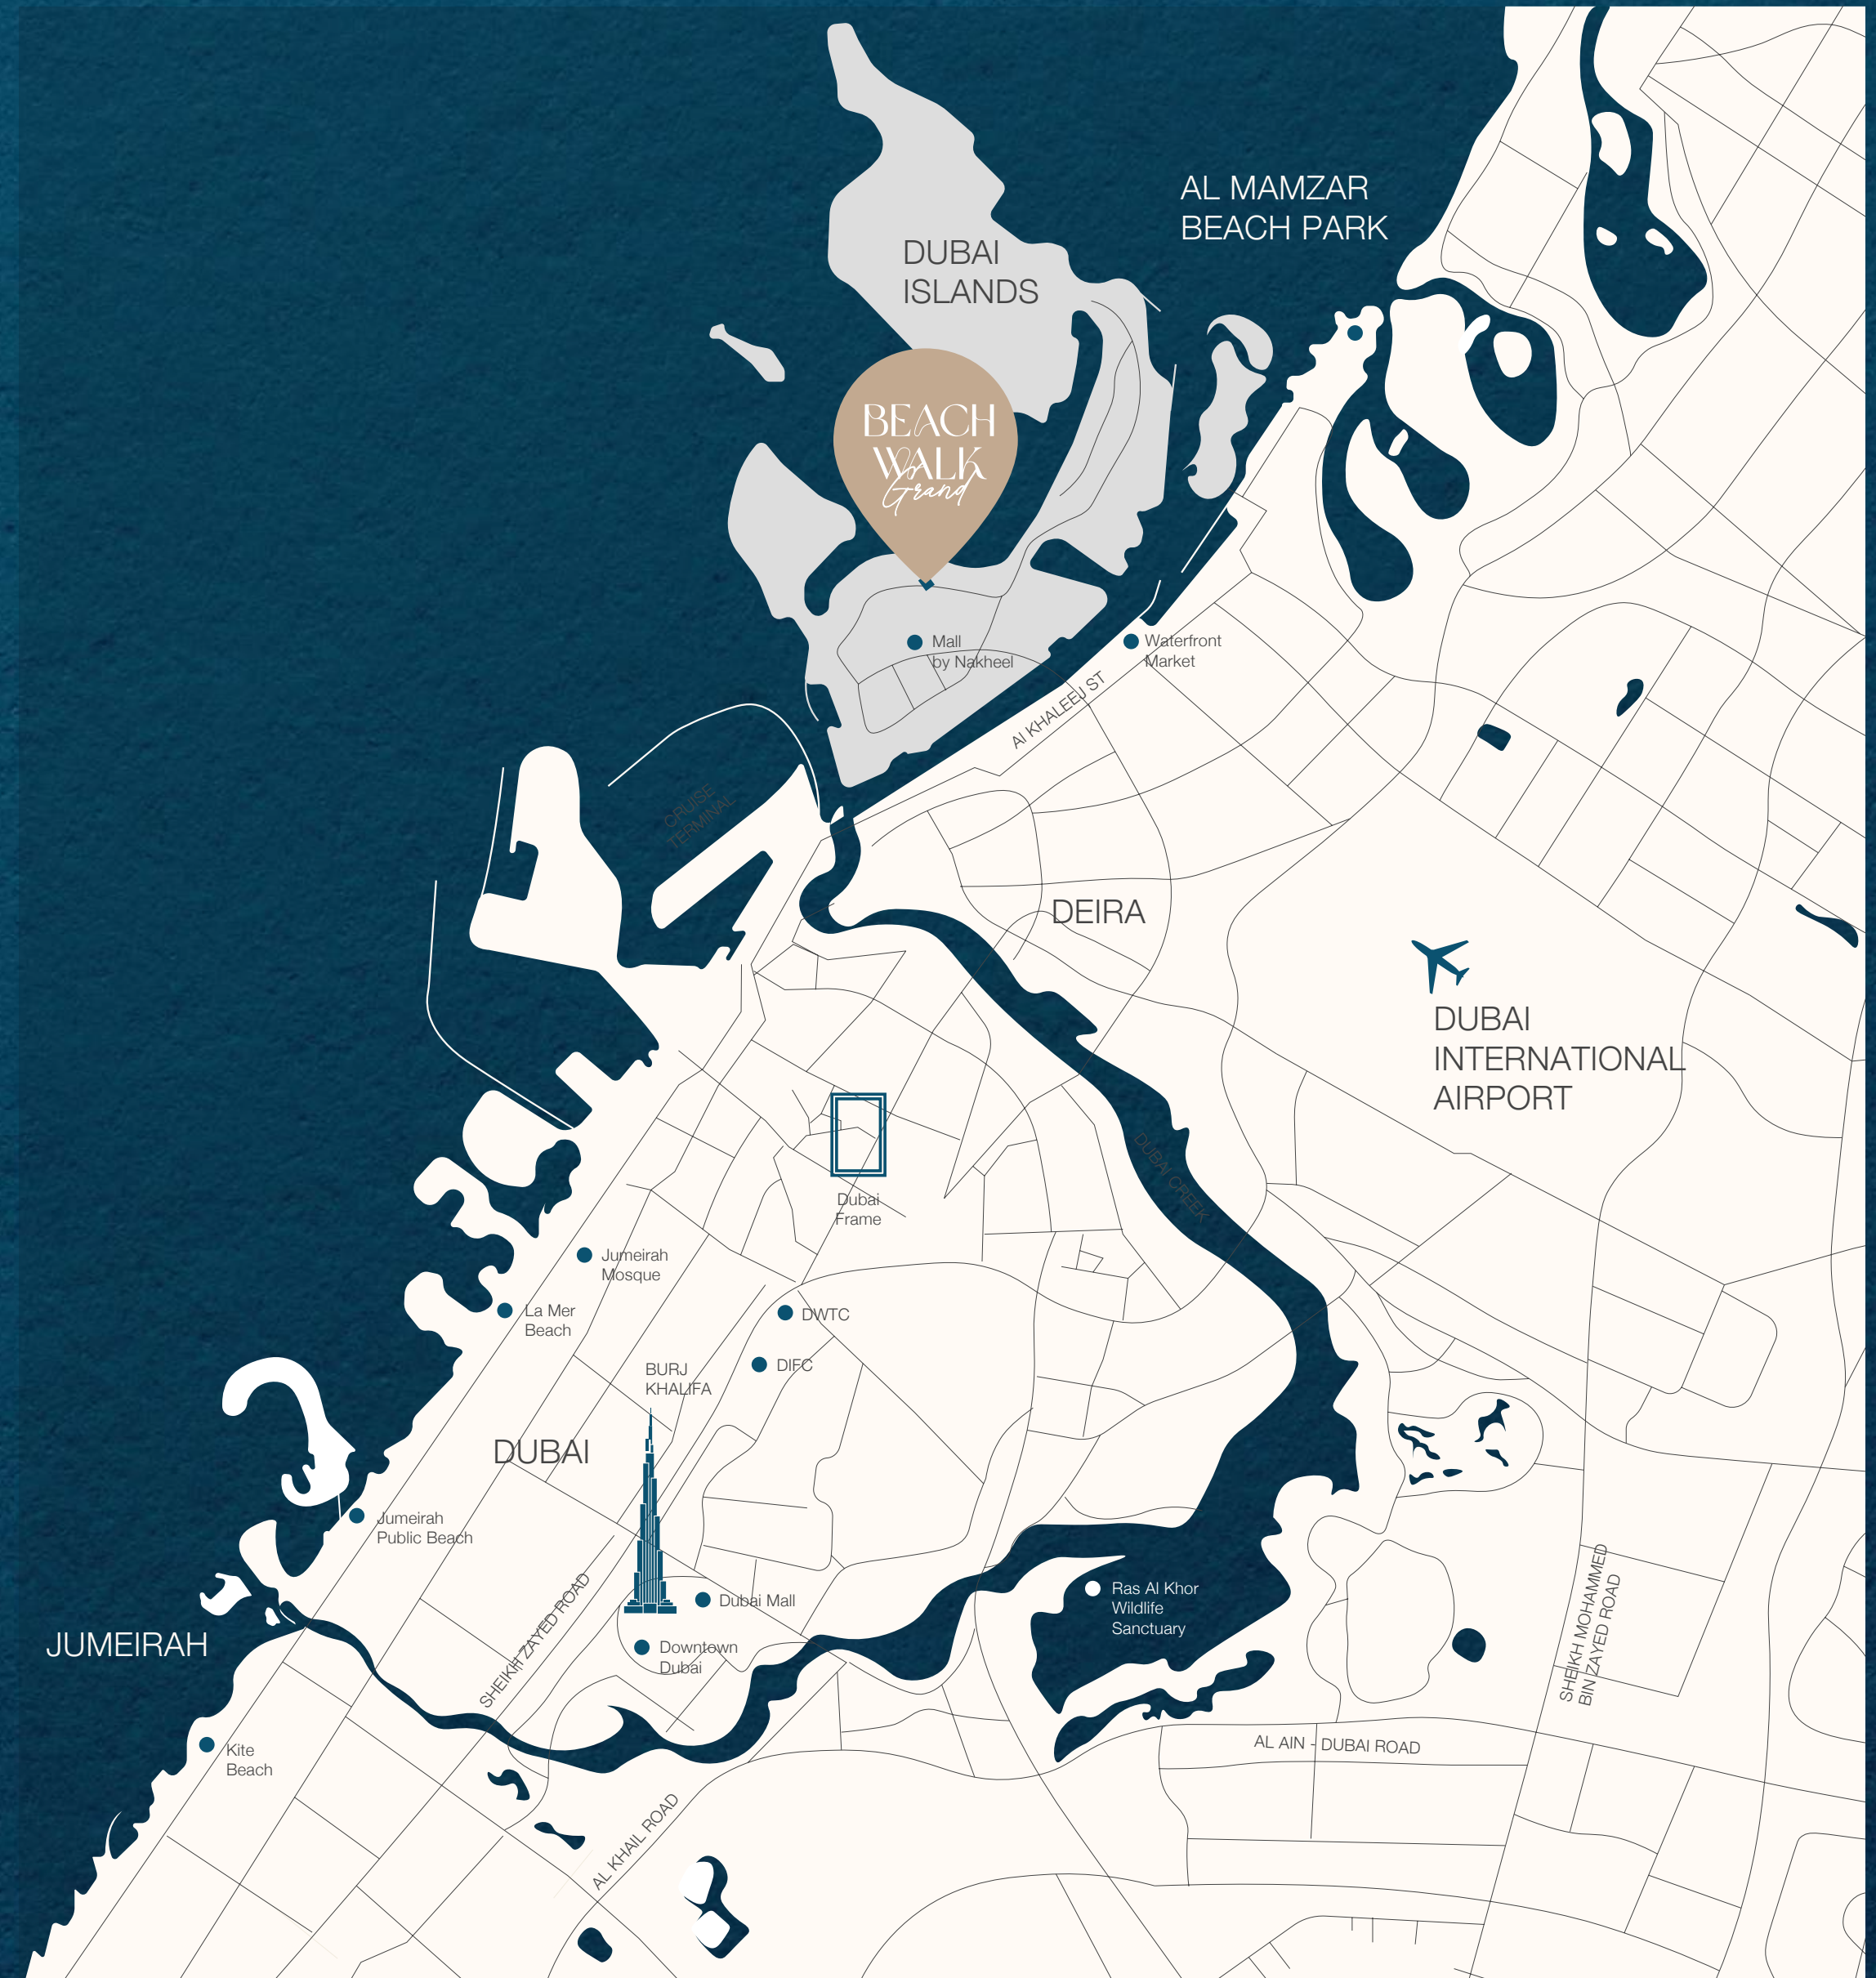 AL MAMZAR
BEACH PARK
DUBAI
ISLANDS
BEACH
WALK
Grand
Mall
by Nakheel
Waterfront
Market
Al KHALEEJ ST
CRUISE
TERMINAL
DEIRA
DUBAI
INTERNATIONAL
AIRPORT
DUBAI CREEK
Dubai
Frame
Jumeirah
Mosque
La Mer
Beach
DWTC
DIFC
BURJ
KHALIFA
DUBAI
Jumeirah
Public Beach
Dubai Mall
Downtown
Dubai
Ras Al Khor
Wildlife
Sanctuary
JUMEIRAH
SHEIKH ZAYED ROAD
SHEIKH MOHAMMED
BIN ZAYED ROAD
Kite
Beach
AL AIN - DUBAI ROAD
AL KHAIL ROAD